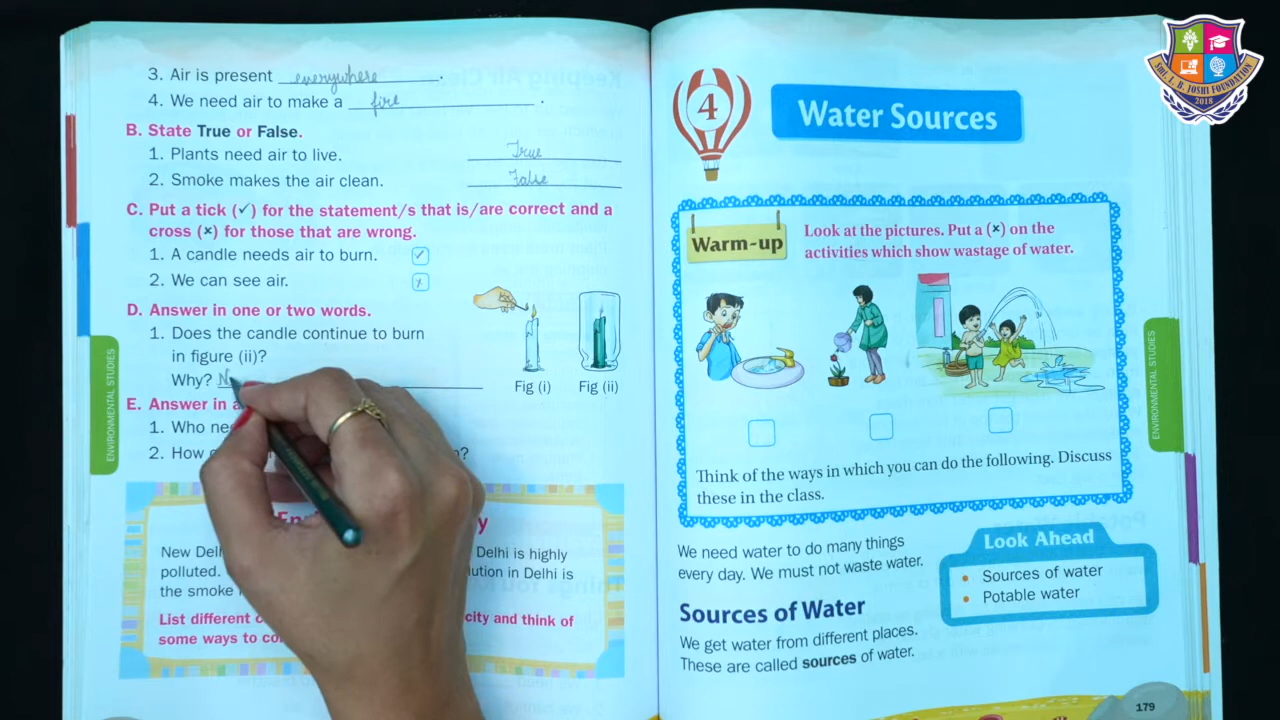 3. Air is present everywhere.
4. We need air to make a fire.
B. State True or False.
1. Plants need air to live. True
2. Smoke makes the air clean. False
C. Put a tick (✓) for the statement/s that is/are correct and a
cross (×) for those that are wrong.
1. A candle needs air to burn. ✓
2. We can see air. ×
D. Answer in one or two words.
1. Does the candle continue to burn
in figure (ii)?
Why? N
Fig (i) Fig (ii)
E. Answer in a
1. Who
2. How ?
New Delhi is highly
polluted. Delhi is
the smoke
List different city and think of
some ways to
ENVIRONMENTAL STUDIES
4
Water Sources
Warm-up
Look at the pictures. Put a (×) on the
activities which show wastage of water.
Think of the ways in which you can do the following. Discuss
these in the class.
We need water to do many things
every day. We must not waste water.
Look Ahead
• Sources of water
• Potable water
Sources of Water
We get water from different places.
These are called sources of water.
ENVIRONMENTAL STUDIES
179
SHL. L. B. JOSHI FOUNDATION
2018